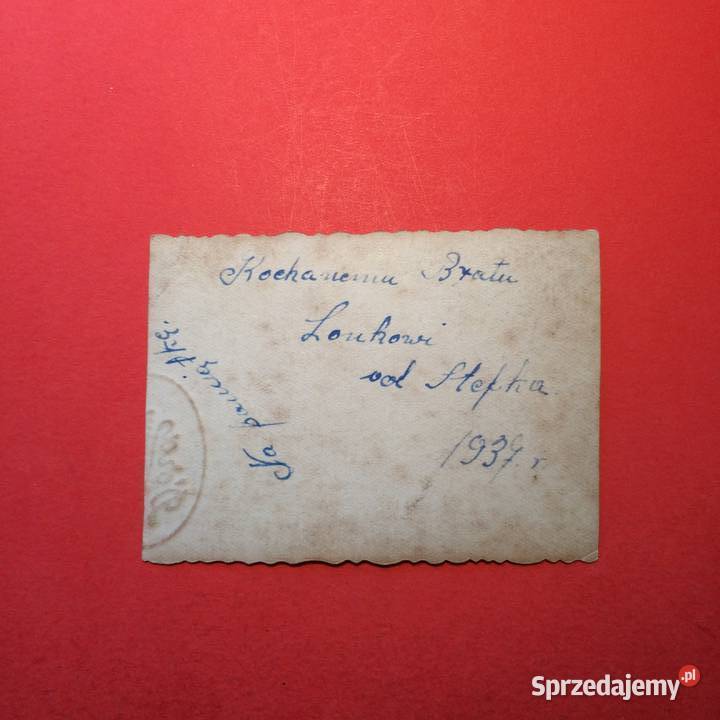 Kochanemu Bratu
Lonkowi
od Stefka
1937 r.
Na pamiątkę.
Sprzedajemy.pl